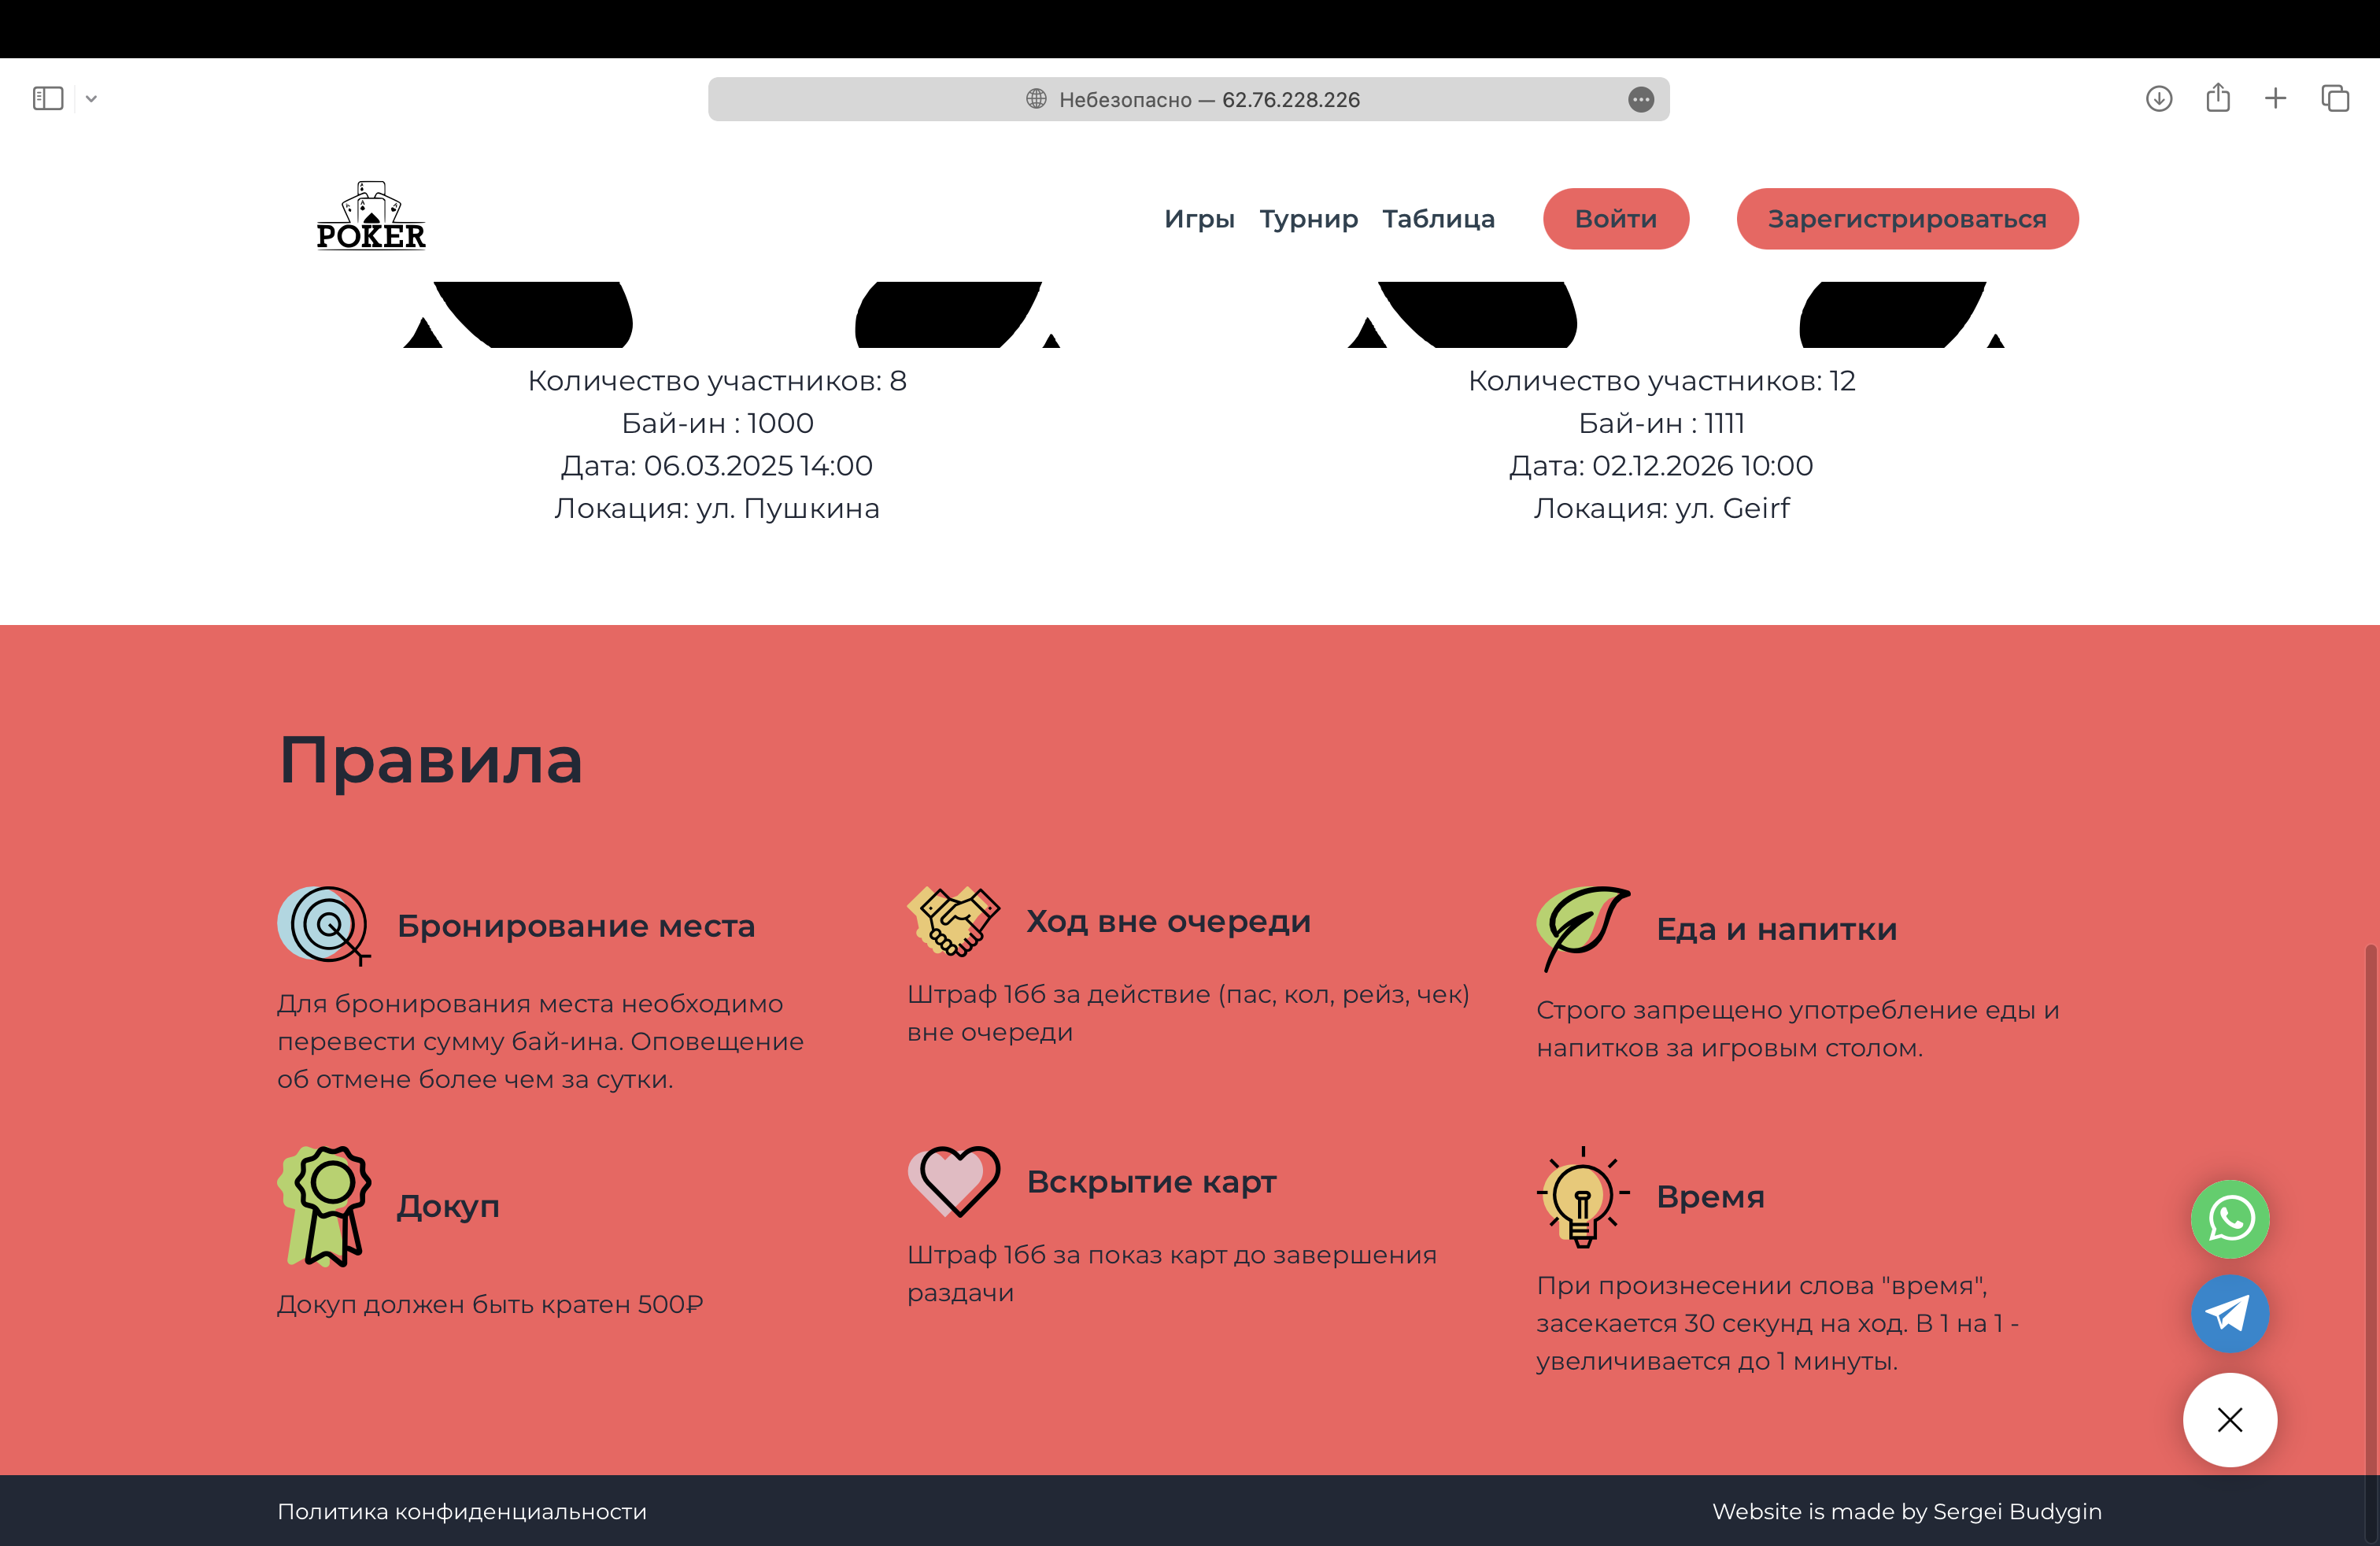 Небезопасно — 62.76.228.226
POKER
Игры Турнир Таблица Войти Зарегистрироваться
Количество участников: 8
Бай-ин : 1000
Дата: 06.03.2025 14:00
Локация: ул. Пушкина
Количество участников: 12
Бай-ин : 1111
Дата: 02.12.2026 10:00
Локация: ул. Geirf
Правила
Бронирование места
Для бронирования места необходимо
перевести сумму бай-ина. Оповещение
об отмене более чем за сутки.
Ход вне очереди
Штраф 1бб за действие (пас, кол, рейз, чек)
вне очереди
Еда и напитки
Строго запрещено употребление еды и
напитков за игровым столом.
Докуп
Докуп должен быть кратен 500₽
Вскрытие карт
Штраф 1бб за показ карт до завершения
раздачи
Время
При произнесении слова "время",
засекается 30 секунд на ход. В 1 на 1 -
увеличивается до 1 минуты.
Политика конфиденциальности
Website is made by Sergei Budygin